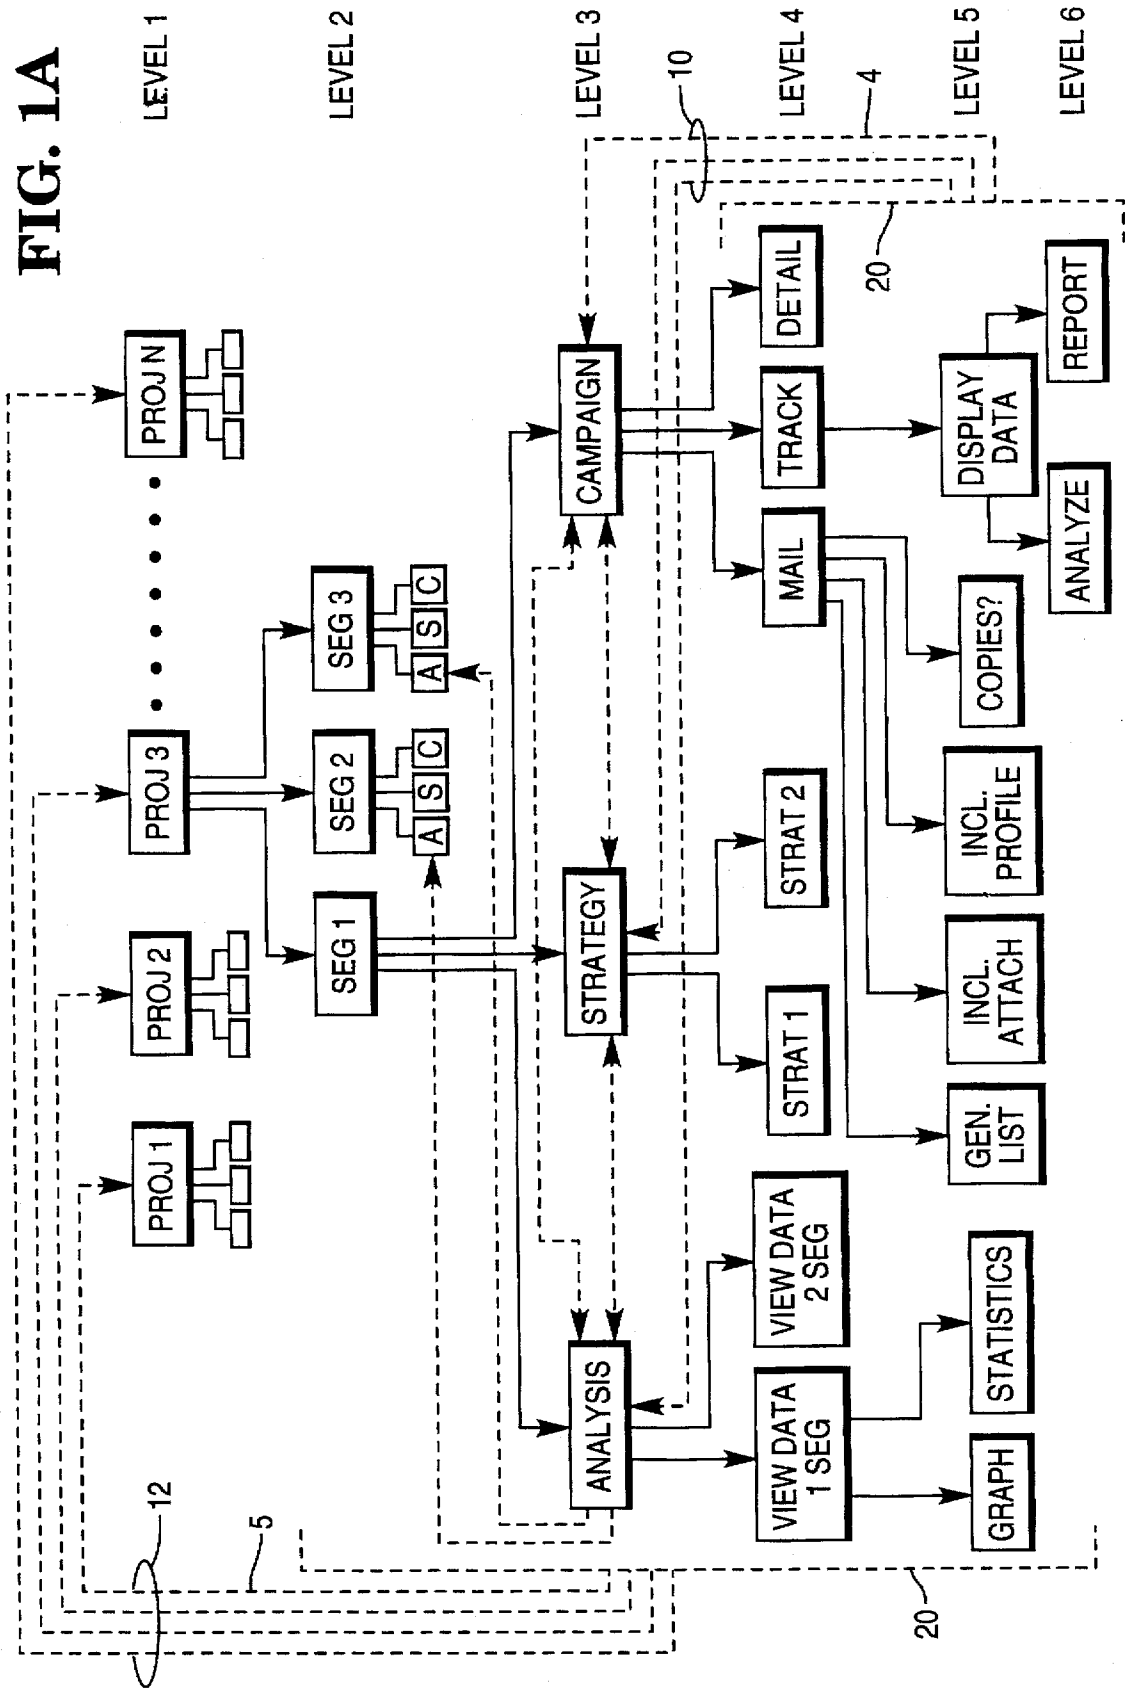 FIG. 1A
12
5
LEVEL 1
PROJ 1
PROJ 2
PROJ 3
PROJ N
LEVEL 2
SEG 1
SEG 2
SEG 3
A
S
C
A
S
C
LEVEL 3
ANALYSIS
STRATEGY
CAMPAIGN
10
4
LEVEL 4
VIEW DATA
1 SEG
VIEW DATA
2 SEG
STRAT 1
STRAT 2
MAIL
TRACK
DETAIL
20
20
LEVEL 5
GRAPH
STATISTICS
GEN.
LIST
INCL.
ATTACH
INCL.
PROFILE
COPIES?
DISPLAY
DATA
LEVEL 6
ANALYZE
REPORT